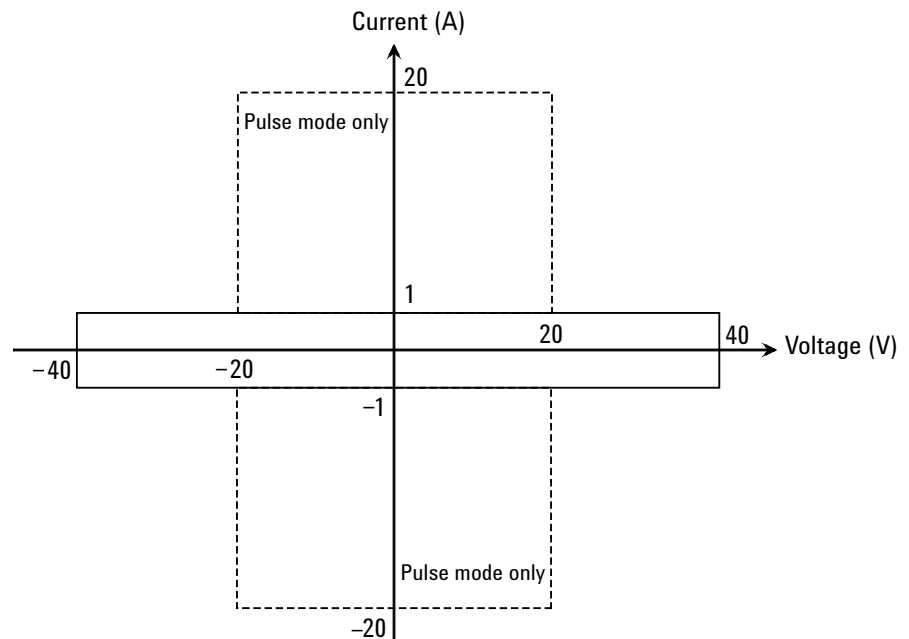 Current (A)
20
Pulse mode only
1
20
40
Voltage (V)
–40
–20
–1
Pulse mode only
–20